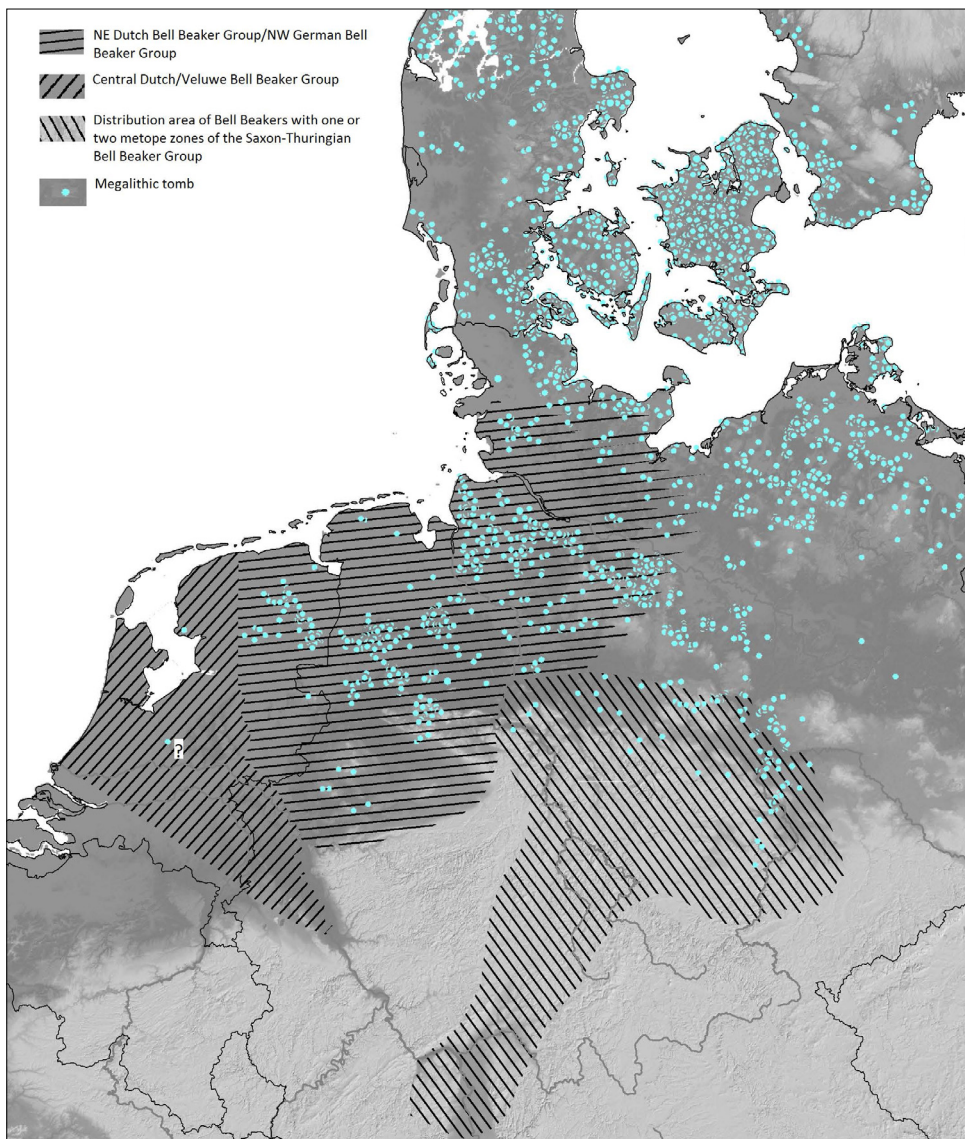 NE Dutch Bell Beaker Group/NW German Bell
Beaker Group
Central Dutch/Veluwe Bell Beaker Group
Distribution area of Bell Beakers with one or
two metope zones of the Saxon-Thuringian
Bell Beaker Group
Megalithic tomb
?